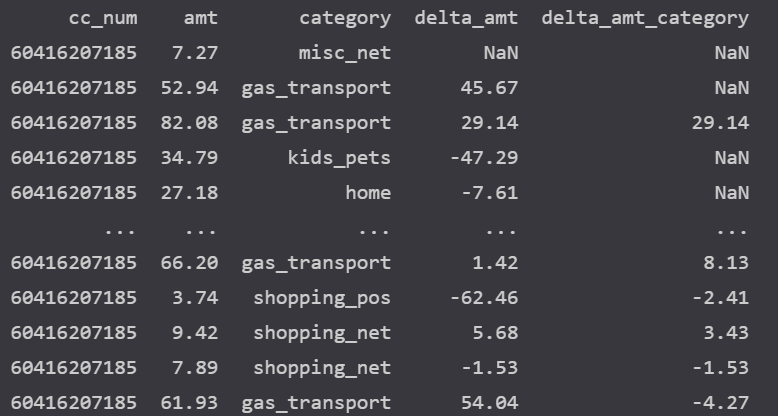 cc_num amt category delta_amt delta_amt_category
60416207185 7.27 misc_net NaN NaN
60416207185 52.94 gas_transport 45.67 NaN
60416207185 82.08 gas_transport 29.14 29.14
60416207185 34.79 kids_pets -47.29 NaN
60416207185 27.18 home -7.61 NaN
... ... ... ... ...
60416207185 66.20 gas_transport 1.42 8.13
60416207185 3.74 shopping_pos -62.46 -2.41
60416207185 9.42 shopping_net 5.68 3.43
60416207185 7.89 shopping_net -1.53 -1.53
60416207185 61.93 gas_transport 54.04 -4.27